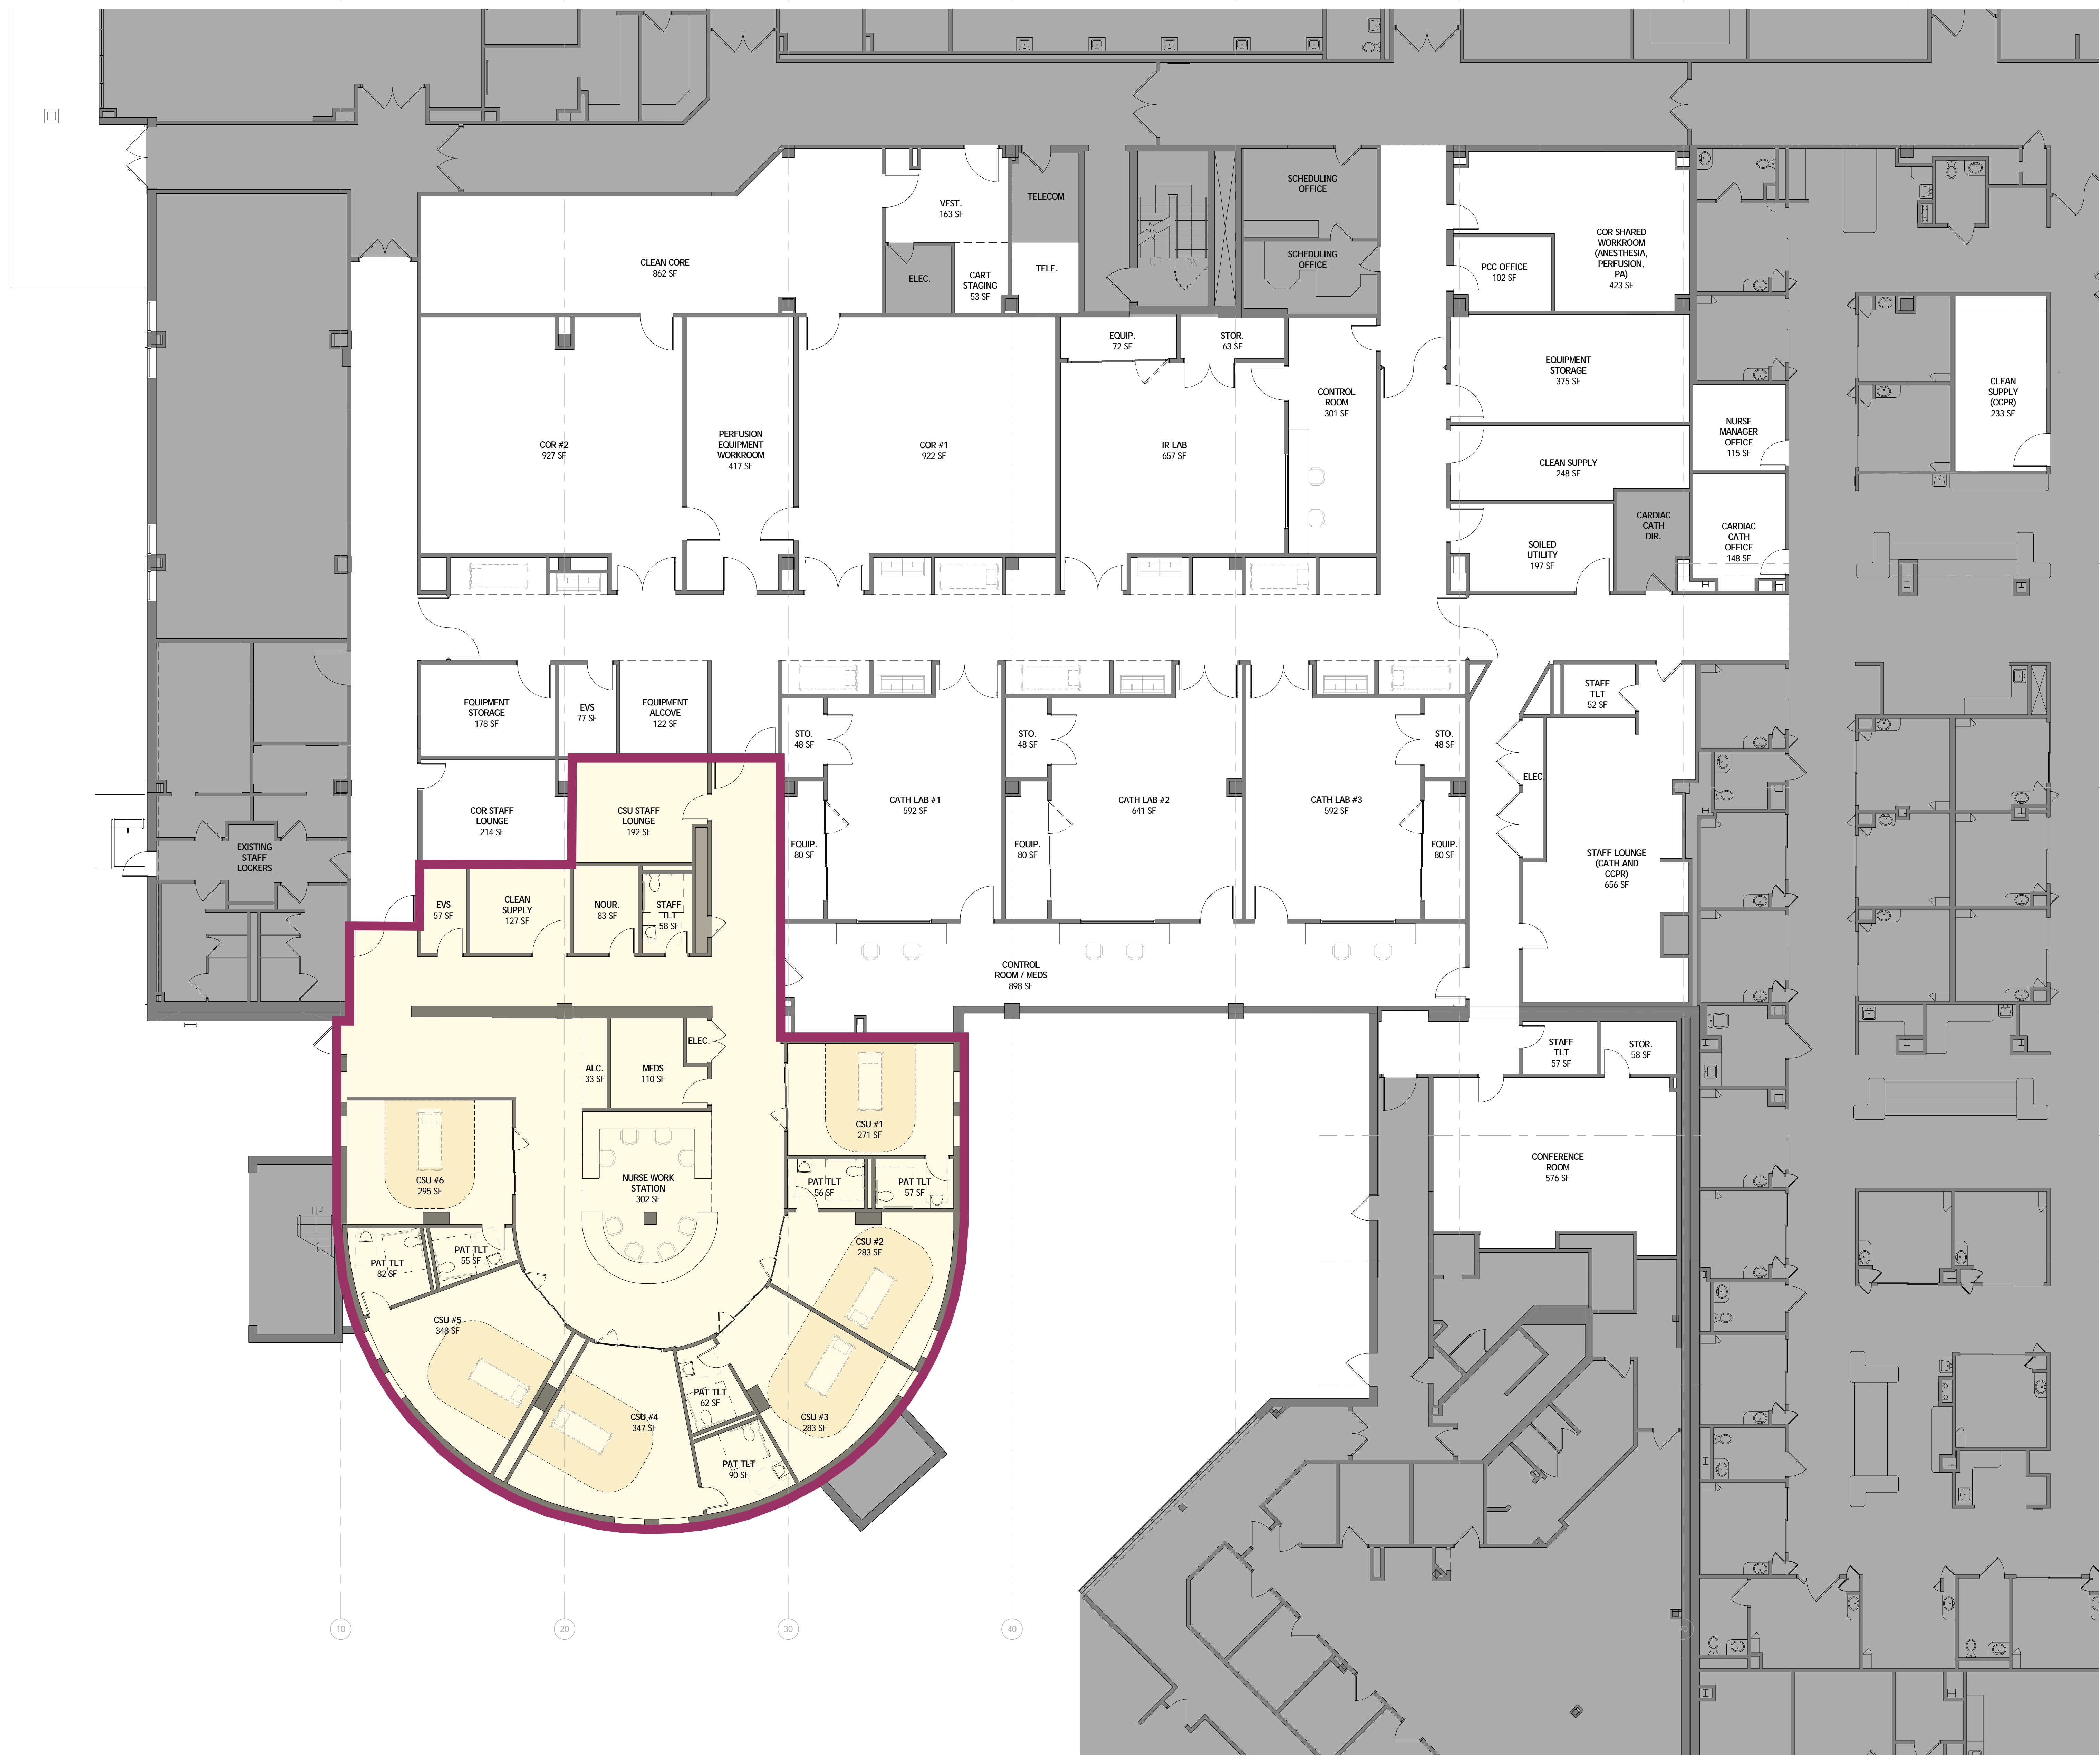 SCHEDULING
OFFICE
TELECOM
VEST.
163 SF
COR SHARED
WORKROOM
(ANESTHESIA,
PERFUSION,
PA)
423 SF
SCHEDULING
OFFICE
UP
DN
CLEAN CORE
862 SF
ELEC.
CART
STAGING
53 SF
TELE.
PCC OFFICE
102 SF
EQUIP.
72 SF
STOR.
63 SF
EQUIPMENT
STORAGE
375 SF
CONTROL
ROOM
301 SF
CLEAN
SUPPLY
(CCPR)
233 SF
NURSE
MANAGER
OFFICE
115 SF
COR #2
927 SF
PERFUSION
EQUIPMENT
WORKROOM
417 SF
COR #1
922 SF
IR LAB
657 SF
CLEAN SUPPLY
248 SF
CARDIAC
CATH
DIR.
CARDIAC
CATH
OFFICE
148 SF
SOILED
UTILITY
197 SF
EQUIPMENT
STORAGE
178 SF
EVS
77 SF
EQUIPMENT
ALCOVE
122 SF
STAFF
TLT
52 SF
STO.
48 SF
STO.
48 SF
STO.
48 SF
ELEC.
COR STAFF
LOUNGE
214 SF
CSU STAFF
LOUNGE
192 SF
CATH LAB #1
592 SF
CATH LAB #2
641 SF
CATH LAB #3
592 SF
EXISTING
STAFF
LOCKERS
EQUIP.
80 SF
EQUIP.
80 SF
EQUIP.
80 SF
STAFF LOUNGE
(CATH AND
CCPR)
656 SF
EVS
57 SF
CLEAN
SUPPLY
127 SF
NOUR.
83 SF
STAFF
TLT
58 SF
CONTROL
ROOM / MEDS
898 SF
ELEC.
ALC.
33 SF
MEDS
110 SF
STAFF
TLT
57 SF
STOR.
58 SF
CSU #1
271 SF
CONFERENCE
ROOM
576 SF
CSU #6
295 SF
NURSE WORK
STATION
302 SF
PAT TLT
56 SF
PAT TLT
57 SF
UP
PAT TLT
82 SF
PAT TLT
55 SF
CSU #2
283 SF
CSU #5
348 SF
PAT TLT
62 SF
CSU #4
347 SF
CSU #3
283 SF
PAT TLT
90 SF
10
20
30
40